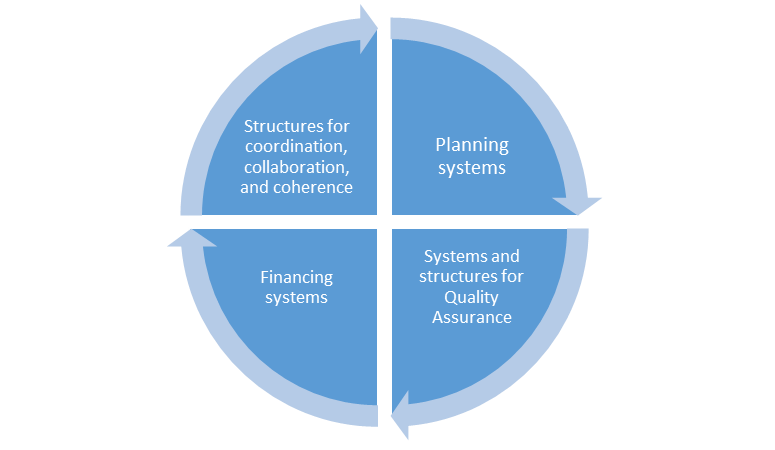 Structures for
coordination,
collaboration,
and coherence
Planning
systems
Systems and
structures for
Quality
Assurance
Financing
systems